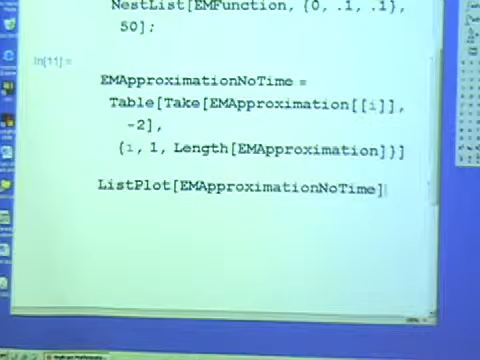 NestList[EMFunction, {0, .1, .1},
50];
In[11]:=
EMApproximationNoTime =
Table[Take[EMApproximation[[i]],
-2],
{i, 1, Length[EMApproximation]}]
ListPlot[EMApproximationNoTime]